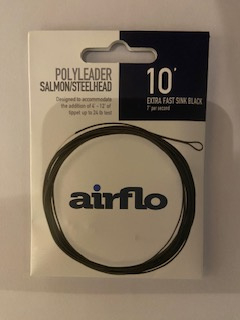 POLYLEADER
SALMON/STEELHEAD
Designed to accommodate
the addition of 4' - 12' of
tippet up to 24 lb test
10'
EXTRA FAST SINK BLACK
7" per second
airflo